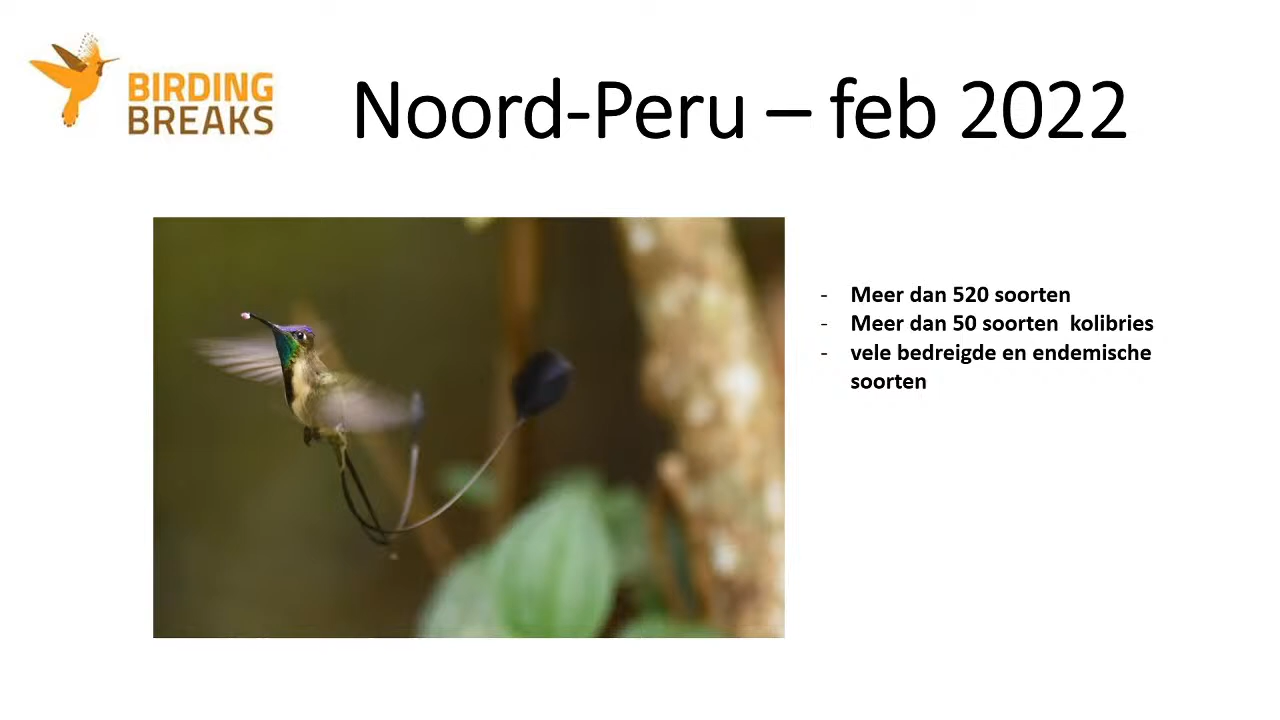 BIRDING
BREAKS
Noord-Peru – feb 2022
- Meer dan 520 soorten
- Meer dan 50 soorten  kolibries
- vele bedreigde en endemische
soorten